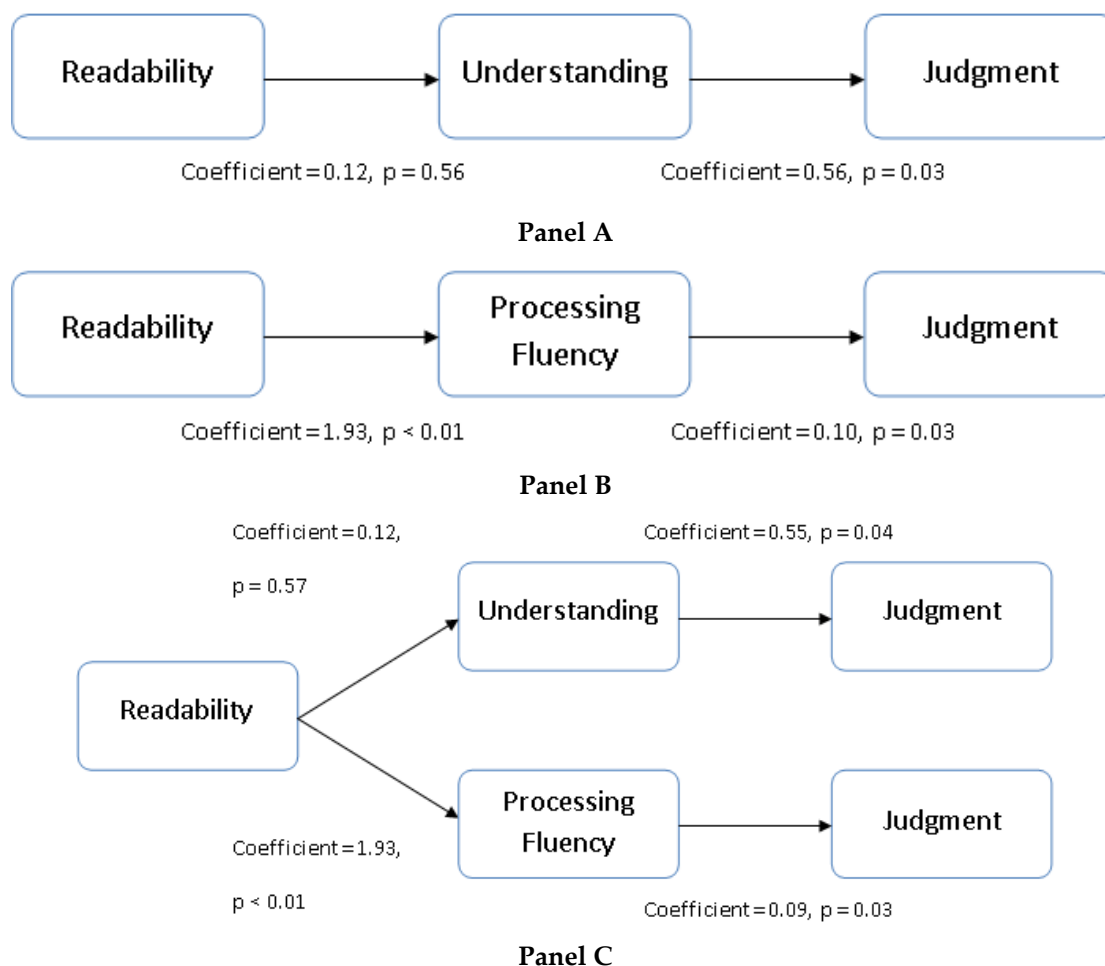 Readability
Understanding
Judgment
Coefficient=0.12, p = 0.56
Coefficient=0.56, p = 0.03
Panel A
Readability
Processing
Fluency
Judgment
Coefficient=1.93, p < 0.01
Coefficient=0.10, p = 0.03
Panel B
Coefficient=0.12,
p = 0.57
Coefficient=0.55, p = 0.04
Understanding
Judgment
Readability
Processing
Fluency
Judgment
Coefficient=1.93,
p < 0.01
Coefficient=0.09, p = 0.03
Panel C